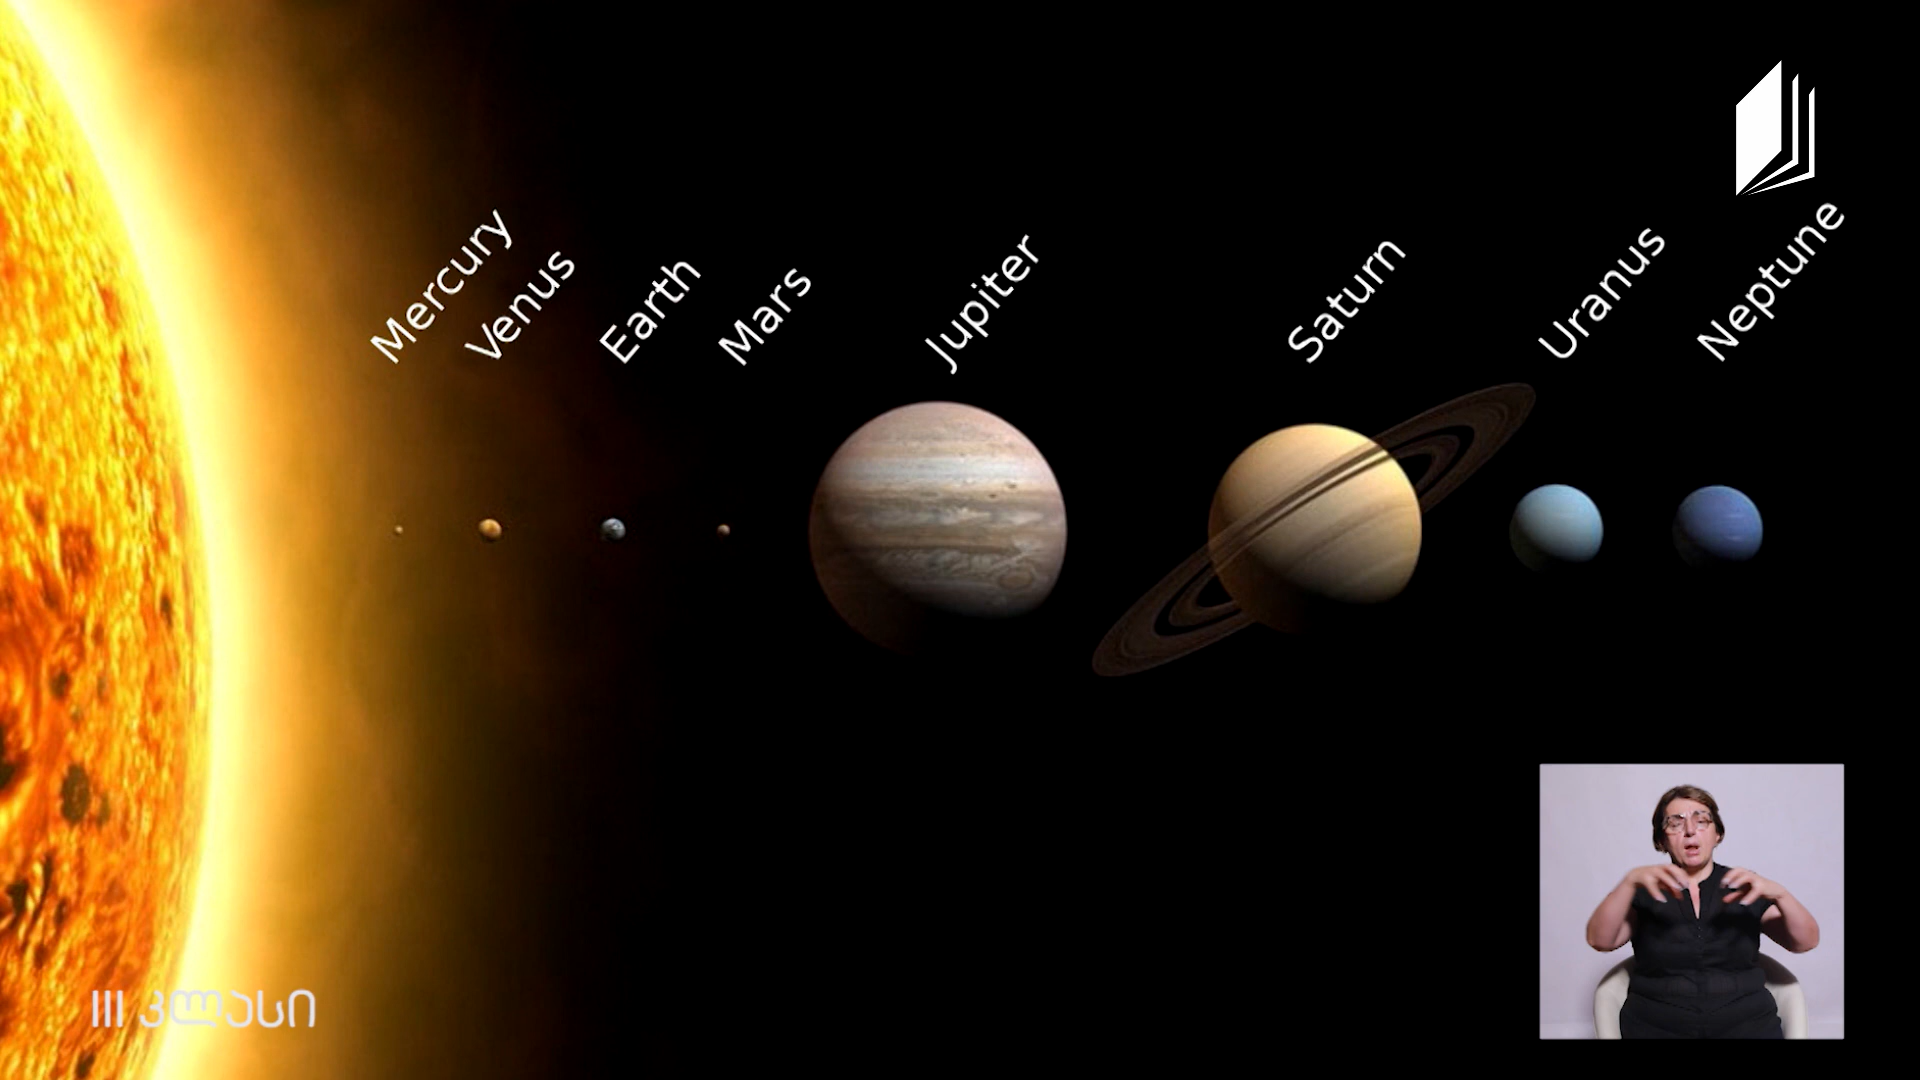 Mercury
Venus
Earth
Mars
Jupiter
Saturn
Uranus
Neptune
III კლასი